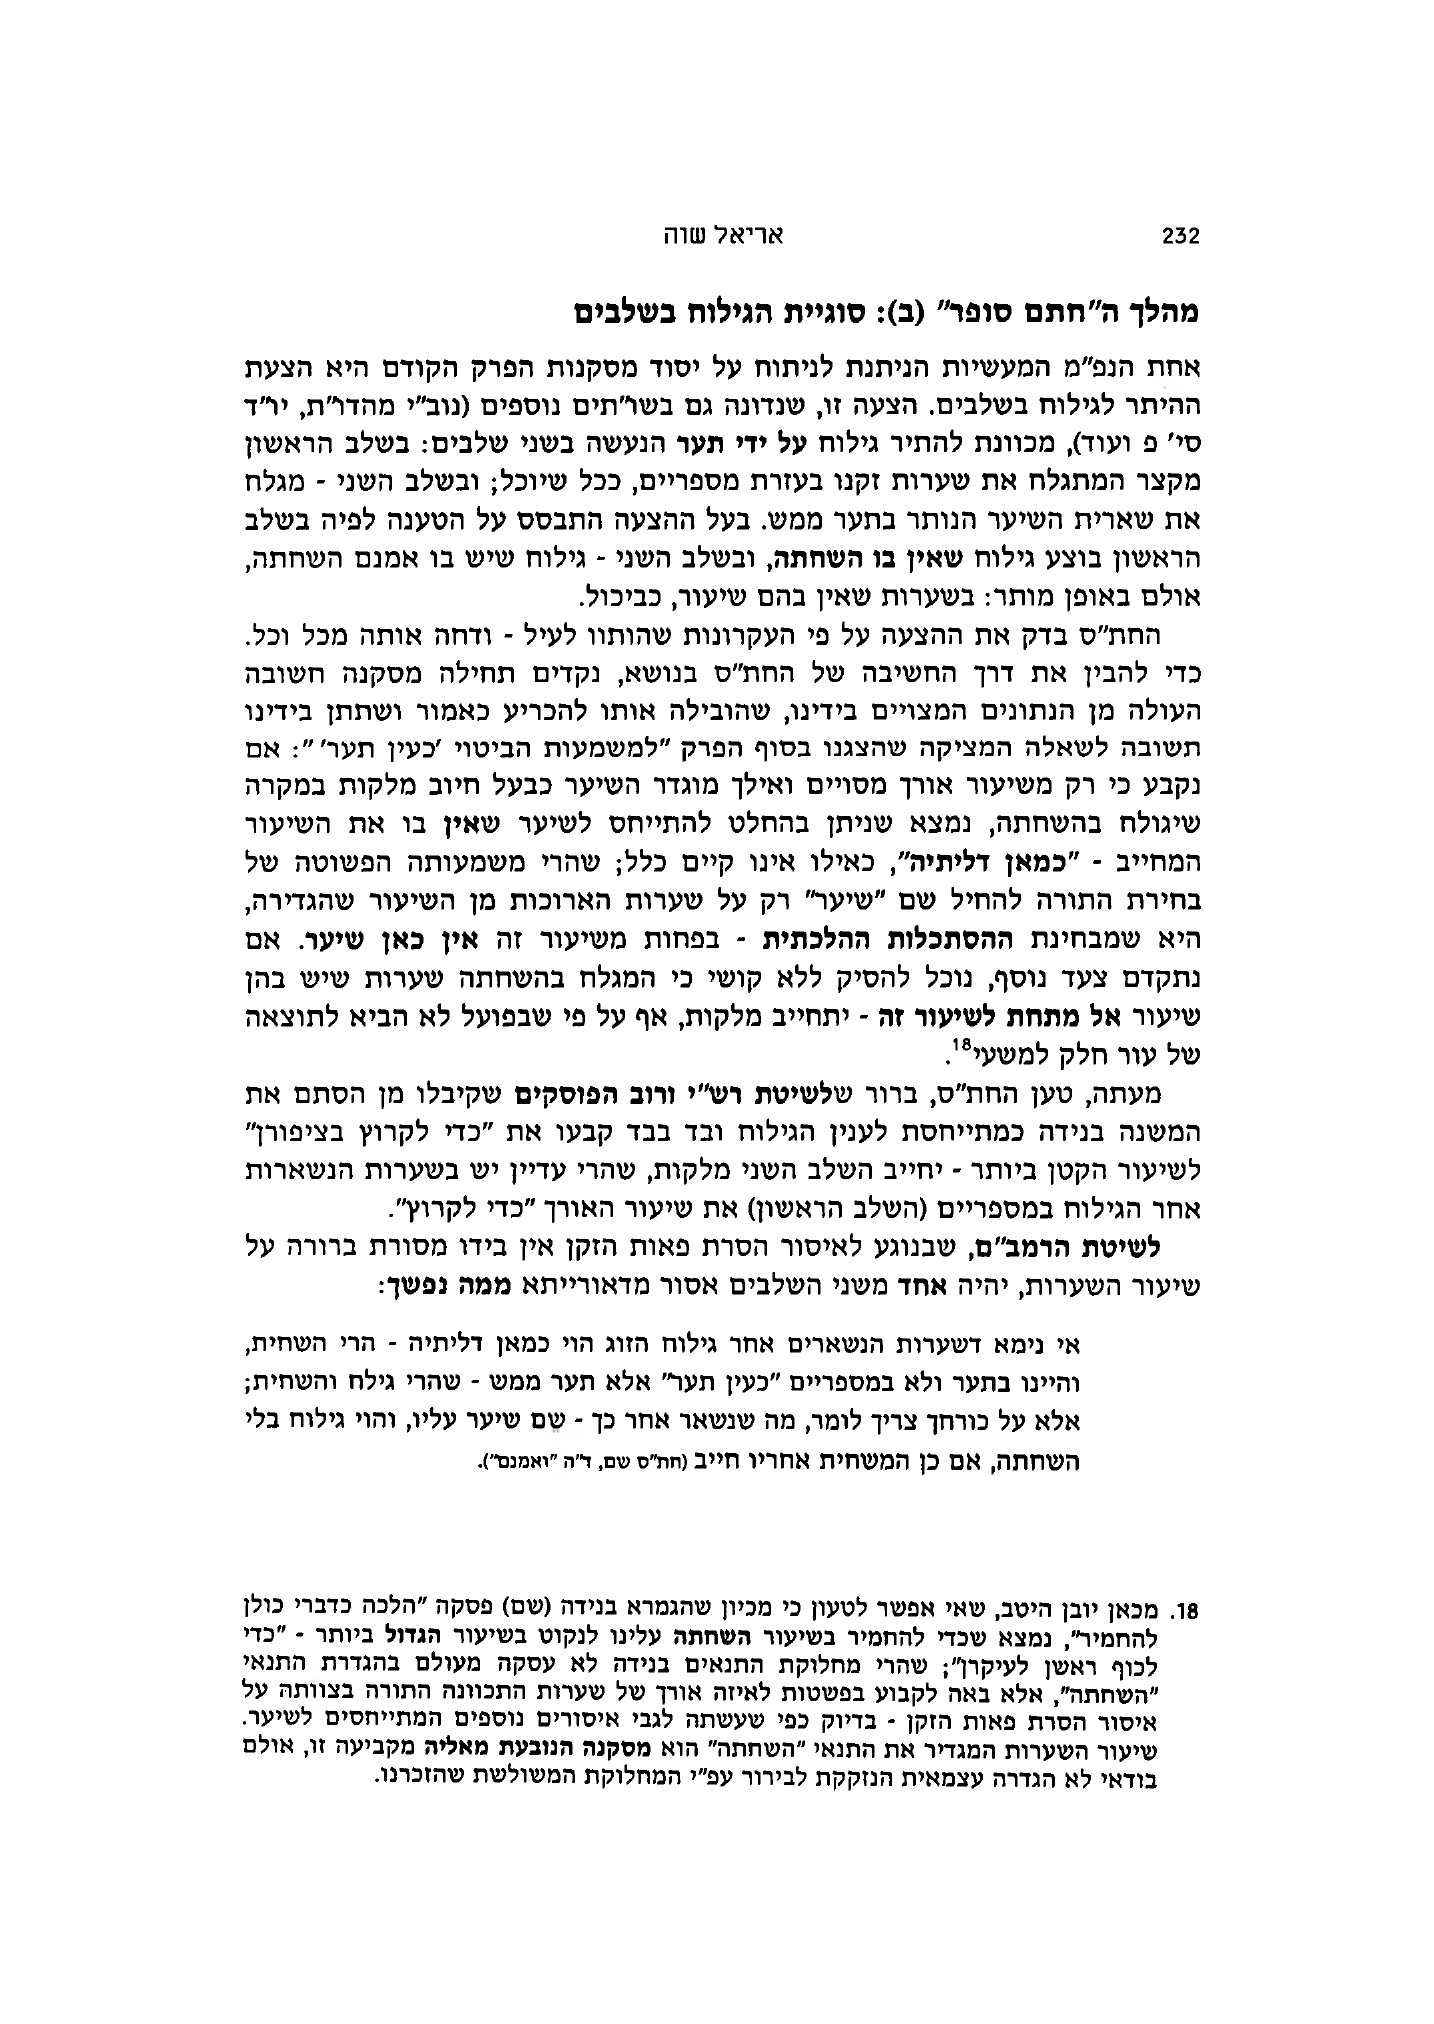 232
אריאל שוה
מהלך ה"חתם סופר" (ב): סוגיית הגילוח בשלבים
אחת הנפ"מ המעשיות הניתנת לניתוח על יסוד מסקנות הפרק הקודם היא הצעת
ההיתר לגילוח בשלבים. הצעה זו, שנדונה גם בשו"תים נוספים (נוב"י מהדו"ת, יו"ד
סי' פ ועוד), מכוונת להתיר גילוח על ידי תער הנעשה בשני שלבים: בשלב הראשון
מקצר המתגלח את שערות זקנו בעזרת מספריים, ככל שיוכל; ובשלב השני - מגלח
את שארית השיער הנותר בתער ממש. בעל ההצעה התבסס על הטענה לפיה בשלב
הראשון בוצע גילוח שאין בו השחתה, ובשלב השני - גילוח שיש בו אמנם השחתה,
אולם באופן מותר: בשערות שאין בהם שיעור, כביכול.
החת"ס בדק את ההצעה על פי העקרונות שהותוו לעיל - ודחה אותה מכל וכל.
כדי להבין את דרך החשיבה של החת"ס בנושא, נקדים תחילה מסקנה חשובה
העולה מן הנתונים המצויים בידינו, שהובילה אותו להכריע כאמור ושתתן בידינו
תשובה לשאלה המציקה שהצגנו בסוף הפרק "למשמעות הביטוי 'כעין תער'": אם
נקבע כי רק משיעור אורך מסויים ואילך מוגדר השיער כבעל חיוב מלקות במקרה
שיגולח בהשחתה, נמצא שניתן בהחלט להתייחס לשיער שאין בו את השיעור
המחייב - "כמאן דליתיה", כאילו אינו קיים כלל; שהרי משמעותה הפשוטה של
בחירת התורה להחיל שם "שיער" רק על שערות הארוכות מן השיעור שהגדירה,
היא שמבחינת ההסתכלות ההלכתית - בפחות משיעור זה אין כאן שיער. אם
נתקדם צעד נוסף, נוכל להסיק ללא קושי כי המגלח בהשחתה שערות שיש בהן
שיעור אל מתחת לשיעור זה - יתחייב מלקות, אף על פי שבפועל לא הביא לתוצאה
של עור חלק למשעי18.
מעתה, טען החת"ס, ברור שלשיטת רש"י ורוב הפוסקים שקיבלו מן הסתם את
המשנה בנידה כמתייחסת לענין הגילוח ובד בבד קבעו את "כדי לקרוץ בציפורן"
לשיעור הקטן ביותר - יחייב השלב השני מלקות, שהרי עדיין יש בשערות הנשארות
אחר הגילוח במספריים (השלב הראשון) את שיעור האורך "כדי לקרוץ".
לשיטת הרמב"ם, שבנוגע לאיסור הסרת פאות הזקן אין בידו מסורת ברורה על
שיעור השערות, יהיה אחד משני השלבים אסור מדאורייתא ממה נפשך:
אי נימא דשערות הנשארים אחר גילוח הזוג הוי כמאן דליתיה - הרי השחית,
והיינו בתער ולא במספריים "כעין תער" אלא תער ממש - שהרי גילח והשחית;
אלא על כורחך צריך לומר, מה שנשאר אחר כך - שם שיער עליו, והוי גילוח בלי
השחתה, אם כן המשחית אחריו חייב (חת"ס שם, ד"ה "ואמנם").
18. מכאן יובן היטב, שאי אפשר לטעון כי מכיון שהגמרא בנידה (שם) פסקה "הלכה כדברי כולן
להחמיר", נמצא שכדי להחמיר בשיעור השחתה עלינו לנקוט בשיעור הגדול ביותר - "כדי
לכוף ראשן לעיקרן"; שהרי מחלוקת התנאים בנידה לא עסקה מעולם בהגדרת התנאי
"השחתה", אלא באה לקבוע בפשטות לאיזה אורך של שערות התכוונה התורה בצוותה על
איסור הסרת פאות הזקן - בדיוק כפי שעשתה לגבי איסורים נוספים המתייחסים לשיער.
שיעור השערות המגדיר את התנאי "השחתה" הוא מסקנה הנובעת מאליה מקביעה זו, אולם
בודאי לא הגדרה עצמאית הנזקקת לבירור עפ"י המחלוקת המשולשת שהזכרנו.